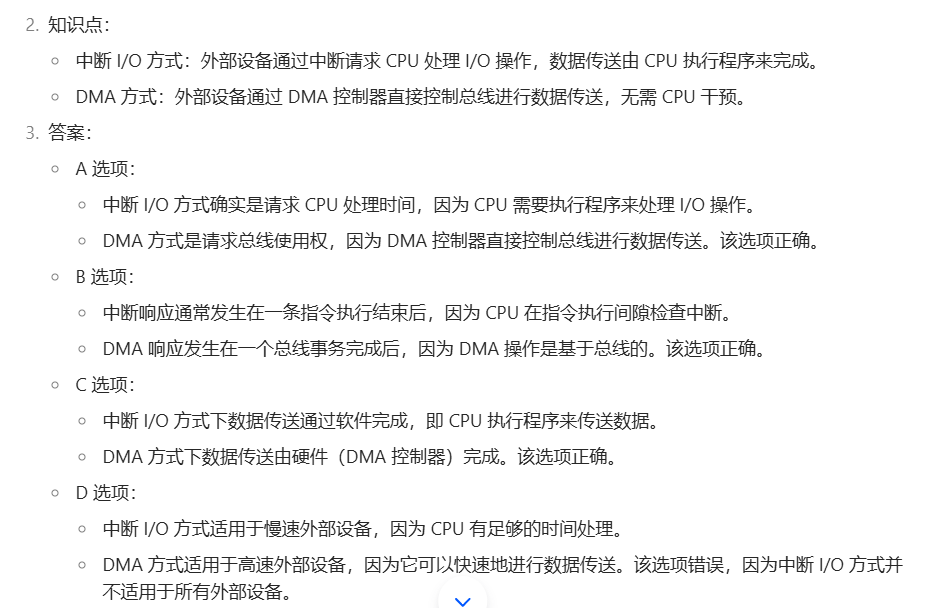 2. 知识点：
中断 I/O 方式：外部设备通过中断请求 CPU 处理 I/O 操作，数据传送由 CPU 执行程序来完成。
DMA 方式：外部设备通过 DMA 控制器直接控制总线进行数据传送，无需 CPU 干预。
3. 答案：
A 选项：
中断 I/O 方式确实是请求 CPU 处理时间，因为 CPU 需要执行程序来处理 I/O 操作。
DMA 方式是请求总线使用权，因为 DMA 控制器直接控制总线进行数据传送。该选项正确。
B 选项：
中断响应通常发生在一条指令执行结束后，因为 CPU 在指令执行间隙检查中断。
DMA 响应发生在一个总线事务完成后，因为 DMA 操作是基于总线的。该选项正确。
C 选项：
中断 I/O 方式下数据传送通过软件完成，即 CPU 执行程序来传送数据。
DMA 方式下数据传送由硬件（DMA 控制器）完成。该选项正确。
D 选项：
中断 I/O 方式适用于慢速外部设备，因为 CPU 有足够的时间处理。
DMA 方式适用于高速外部设备，因为它可以快速地进行数据传送。该选项错误，因为中断 I/O 方式并
不适用于所有外部设备。